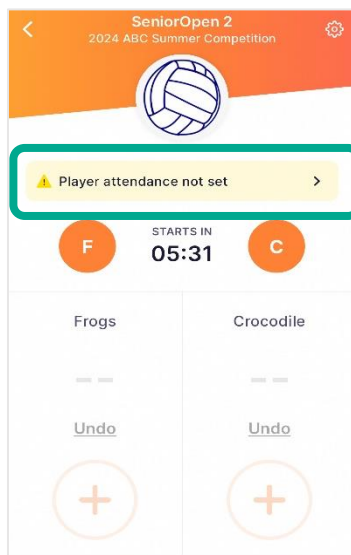 SeniorOpen 2
2024 ABC Summer Competition
Player attendance not set
STARTS IN
F
05:31
C
Frogs
Crocodile
-- --
Undo
Undo